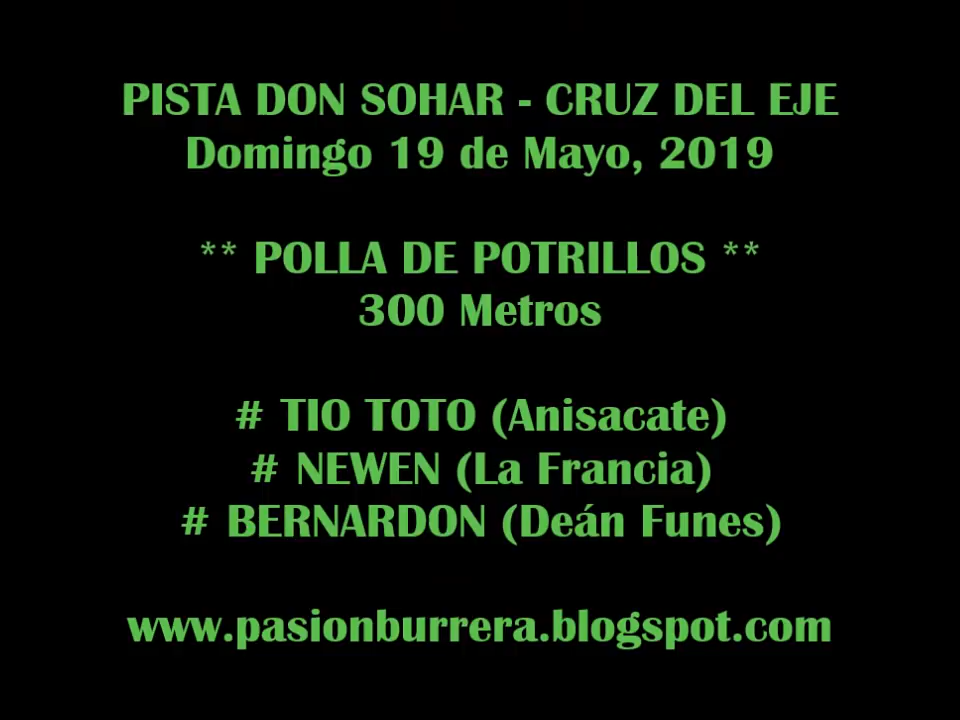 PISTA DON SOHAR - CRUZ DEL EJE
Domingo 19 de Mayo, 2019
** POLLA DE POTRILLOS **
300 Metros
# TIO TOTO (Anisacate)
# NEWEN (La Francia)
# BERNARDON (Deán Funes)
www.pasionburrera.blogspot.com